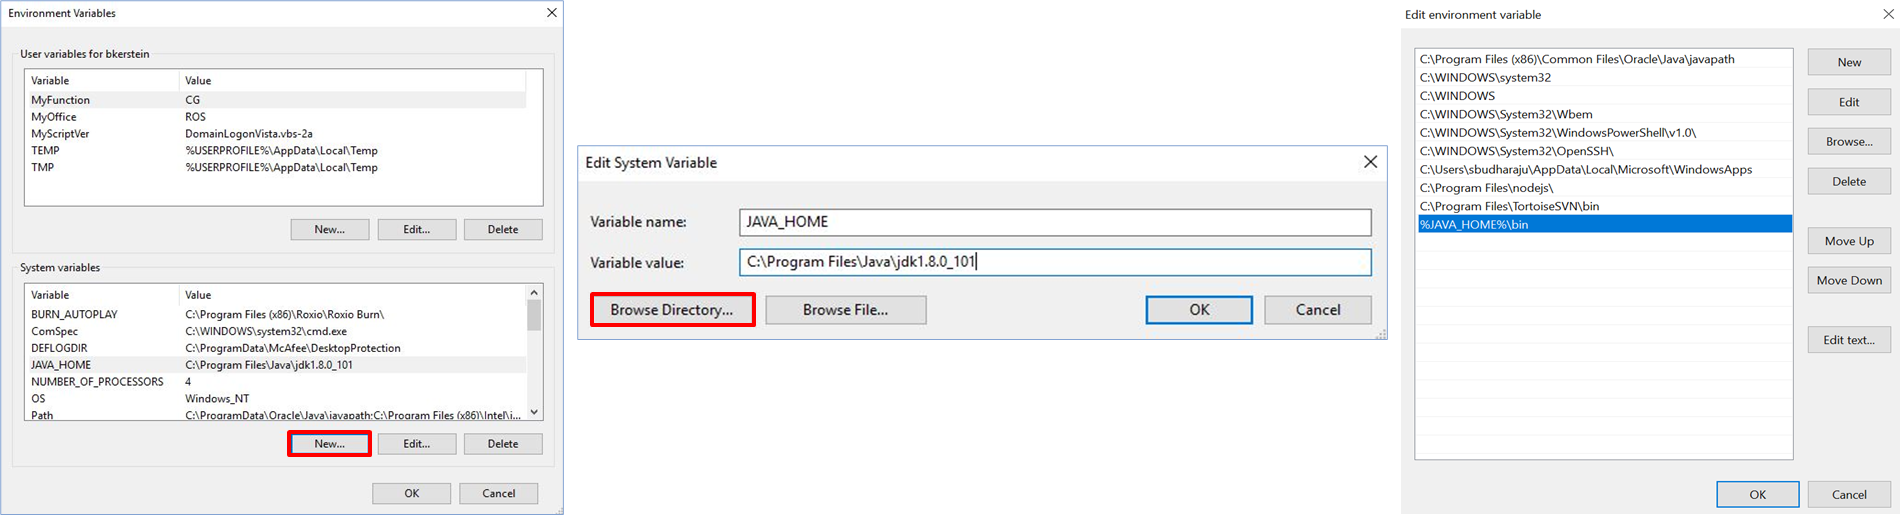 Environment Variables
User variables for bkerstein
Variable Value
MyFunction CG
MyOffice ROS
MyScriptVer DomainLogonVista.vbs-2a
TEMP %USERPROFILE%\AppData\Local\Temp
TMP %USERPROFILE%\AppData\Local\Temp
New... Edit... Delete
System variables
Variable Value
BURN_AUTOPLAY C:\Program Files (x86)\Roxio\Roxio Burn\
ComSpec C:\WINDOWS\system32\cmd.exe
DEFLOGDIR C:\ProgramData\McAfee\DesktopProtection
JAVA_HOME C:\Program Files\Java\jdk1.8.0_101
NUMBER_OF_PROCESSORS 4
OS Windows_NT
Path C:\ProgramData\Oracle\Java\javapath;C:\Program Files (x86)\Intel\i...
New... Edit... Delete
OK Cancel
Edit System Variable
Variable name: JAVA_HOME
Variable value: C:\Program Files\Java\jdk1.8.0_101
Browse Directory... Browse File... OK Cancel
Edit environment variable
C:\Program Files (x86)\Common Files\Oracle\Java\javapath
C:\WINDOWS\system32
C:\WINDOWS
C:\WINDOWS\System32\Wbem
C:\WINDOWS\System32\WindowsPowerShell\v1.0\
C:\WINDOWS\System32\OpenSSH\
C:\Users\sbudharaju\AppData\Local\Microsoft\WindowsApps
C:\Program Files\nodejs\
C:\Program Files\TortoiseSVN\bin
%JAVA_HOME%\bin
New
Edit
Browse...
Delete
Move Up
Move Down
Edit text...
OK Cancel